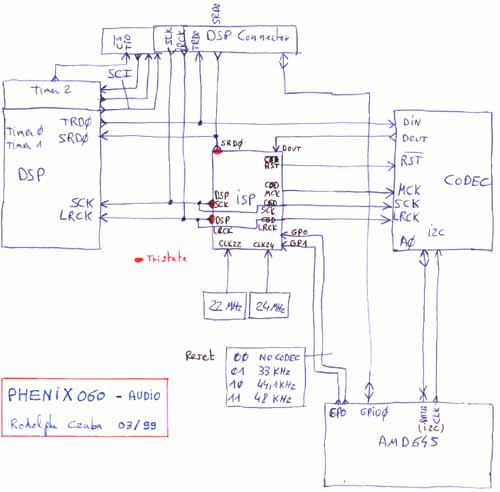 SRDØ
CS
TIO
SCK
LRCK
TRDØ
DSP Connector
Timer 2
SCI
TRDØ
SRDØ
Timer Ø
Timer 1
DSP
SCK
LRCK
SRDØ
DOUT
RST
iSP
COD
MCK
DSP
SCK
COD
SCK
DSP
LRCK
COD
LRCK
CLK22
CLK24
GPØ
GP1
Din
DOUT
RST
CODEC
MCK
SCK
LRCK
i2C
AØ
Tristate
22 MHz
24 MHz
Reset
ØØ NO CODEC
Ø1 33 KHz
1Ø 44,1 KHz
11 48 KHz
GPO
GPiOØ
DATA
CLK
(i2C)
AMD645
PHENIX Ø6O - AUDIO
Rodolphe Czuba 03/99